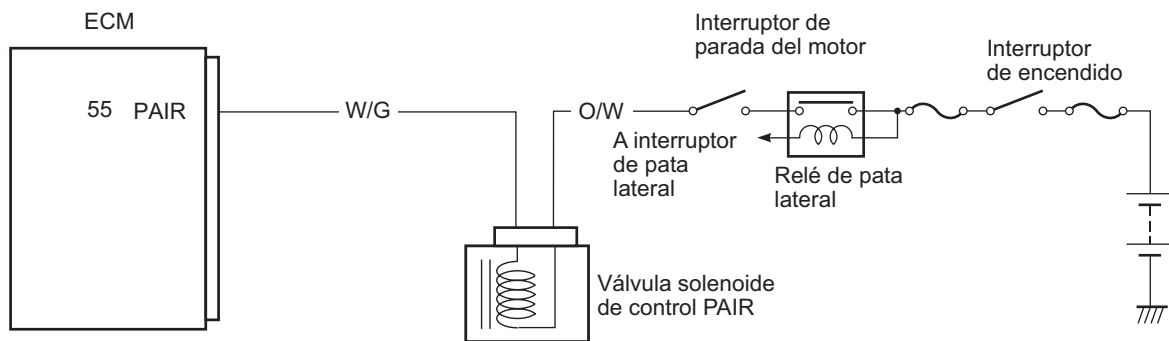 ECM
55 PAIR
W/G
O/W
Interruptor de
parada del motor
Interruptor
de encendido
A interruptor
de pata
lateral
Relé de pata
lateral
Válvula solenoide
de control PAIR